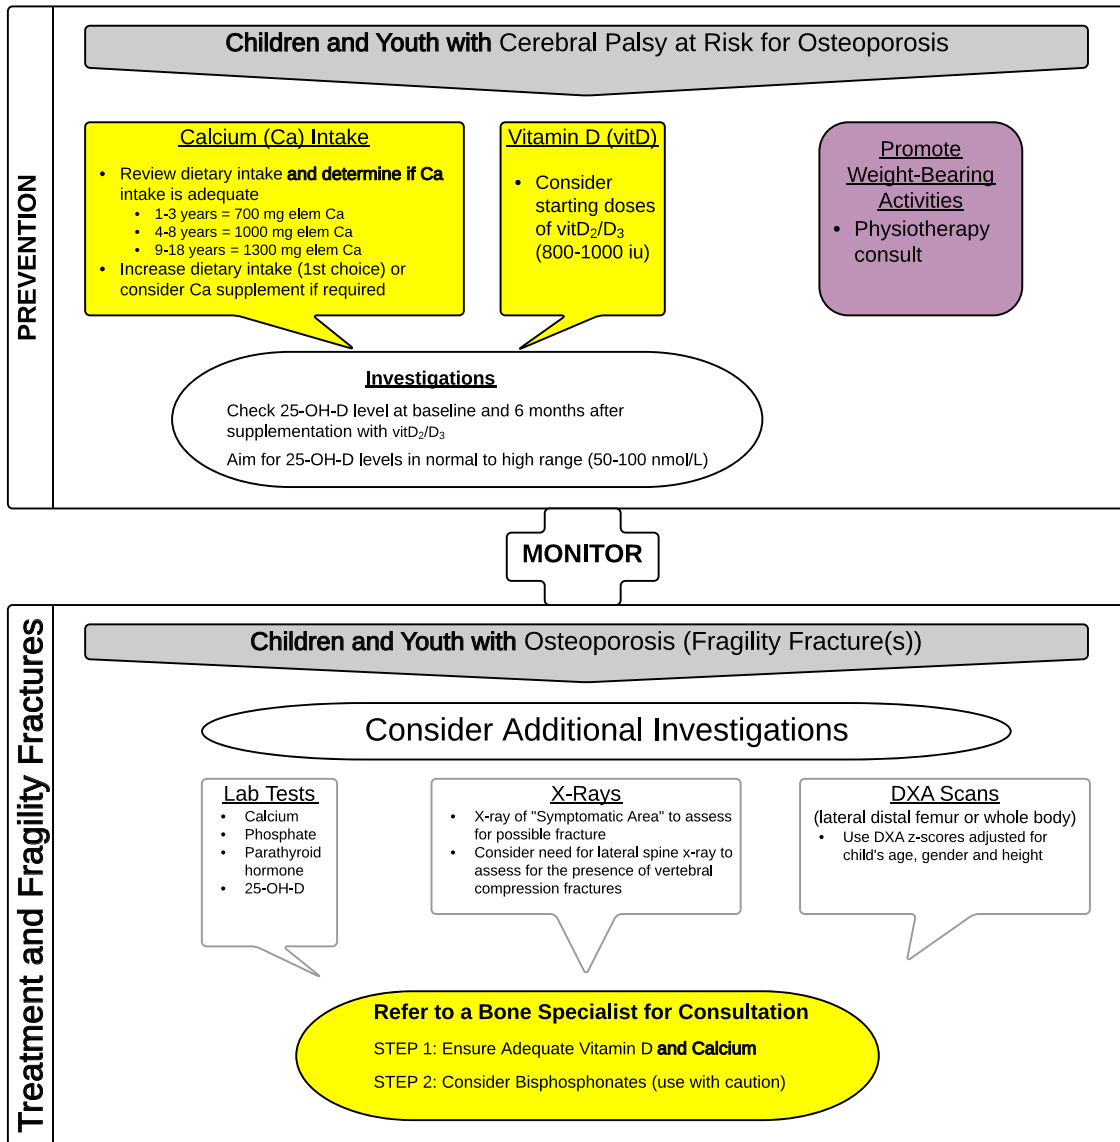 PREVENTION
Children and Youth with Cerebral Palsy at Risk for Osteoporosis
Calcium (Ca) Intake
• Review dietary intake and determine if Ca
intake is adequate
• 1-3 years = 700 mg elem Ca
• 4-8 years = 1000 mg elem Ca
• 9-18 years = 1300 mg elem Ca
• Increase dietary intake (1st choice) or
consider Ca supplement if required
Vitamin D (vitD)
• Consider
starting doses
of vitD₂/D₃
(800-1000 iu)
Promote
Weight-Bearing
Activities
• Physiotherapy
consult
Investigations
Check 25-OH-D level at baseline and 6 months after
supplementation with vitD₂/D₃
Aim for 25-OH-D levels in normal to high range (50-100 nmol/L)
MONITOR
Treatment and Fragility Fractures
Children and Youth with Osteoporosis (Fragility Fracture(s))
Consider Additional Investigations
Lab Tests
• Calcium
• Phosphate
• Parathyroid
hormone
• 25-OH-D
X-Rays
• X-ray of "Symptomatic Area" to assess
for possible fracture
• Consider need for lateral spine x-ray to
assess for the presence of vertebral
compression fractures
DXA Scans
(lateral distal femur or whole body)
• Use DXA z-scores adjusted for
child's age, gender and height
Refer to a Bone Specialist for Consultation
STEP 1: Ensure Adequate Vitamin D and Calcium
STEP 2: Consider Bisphosphonates (use with caution)